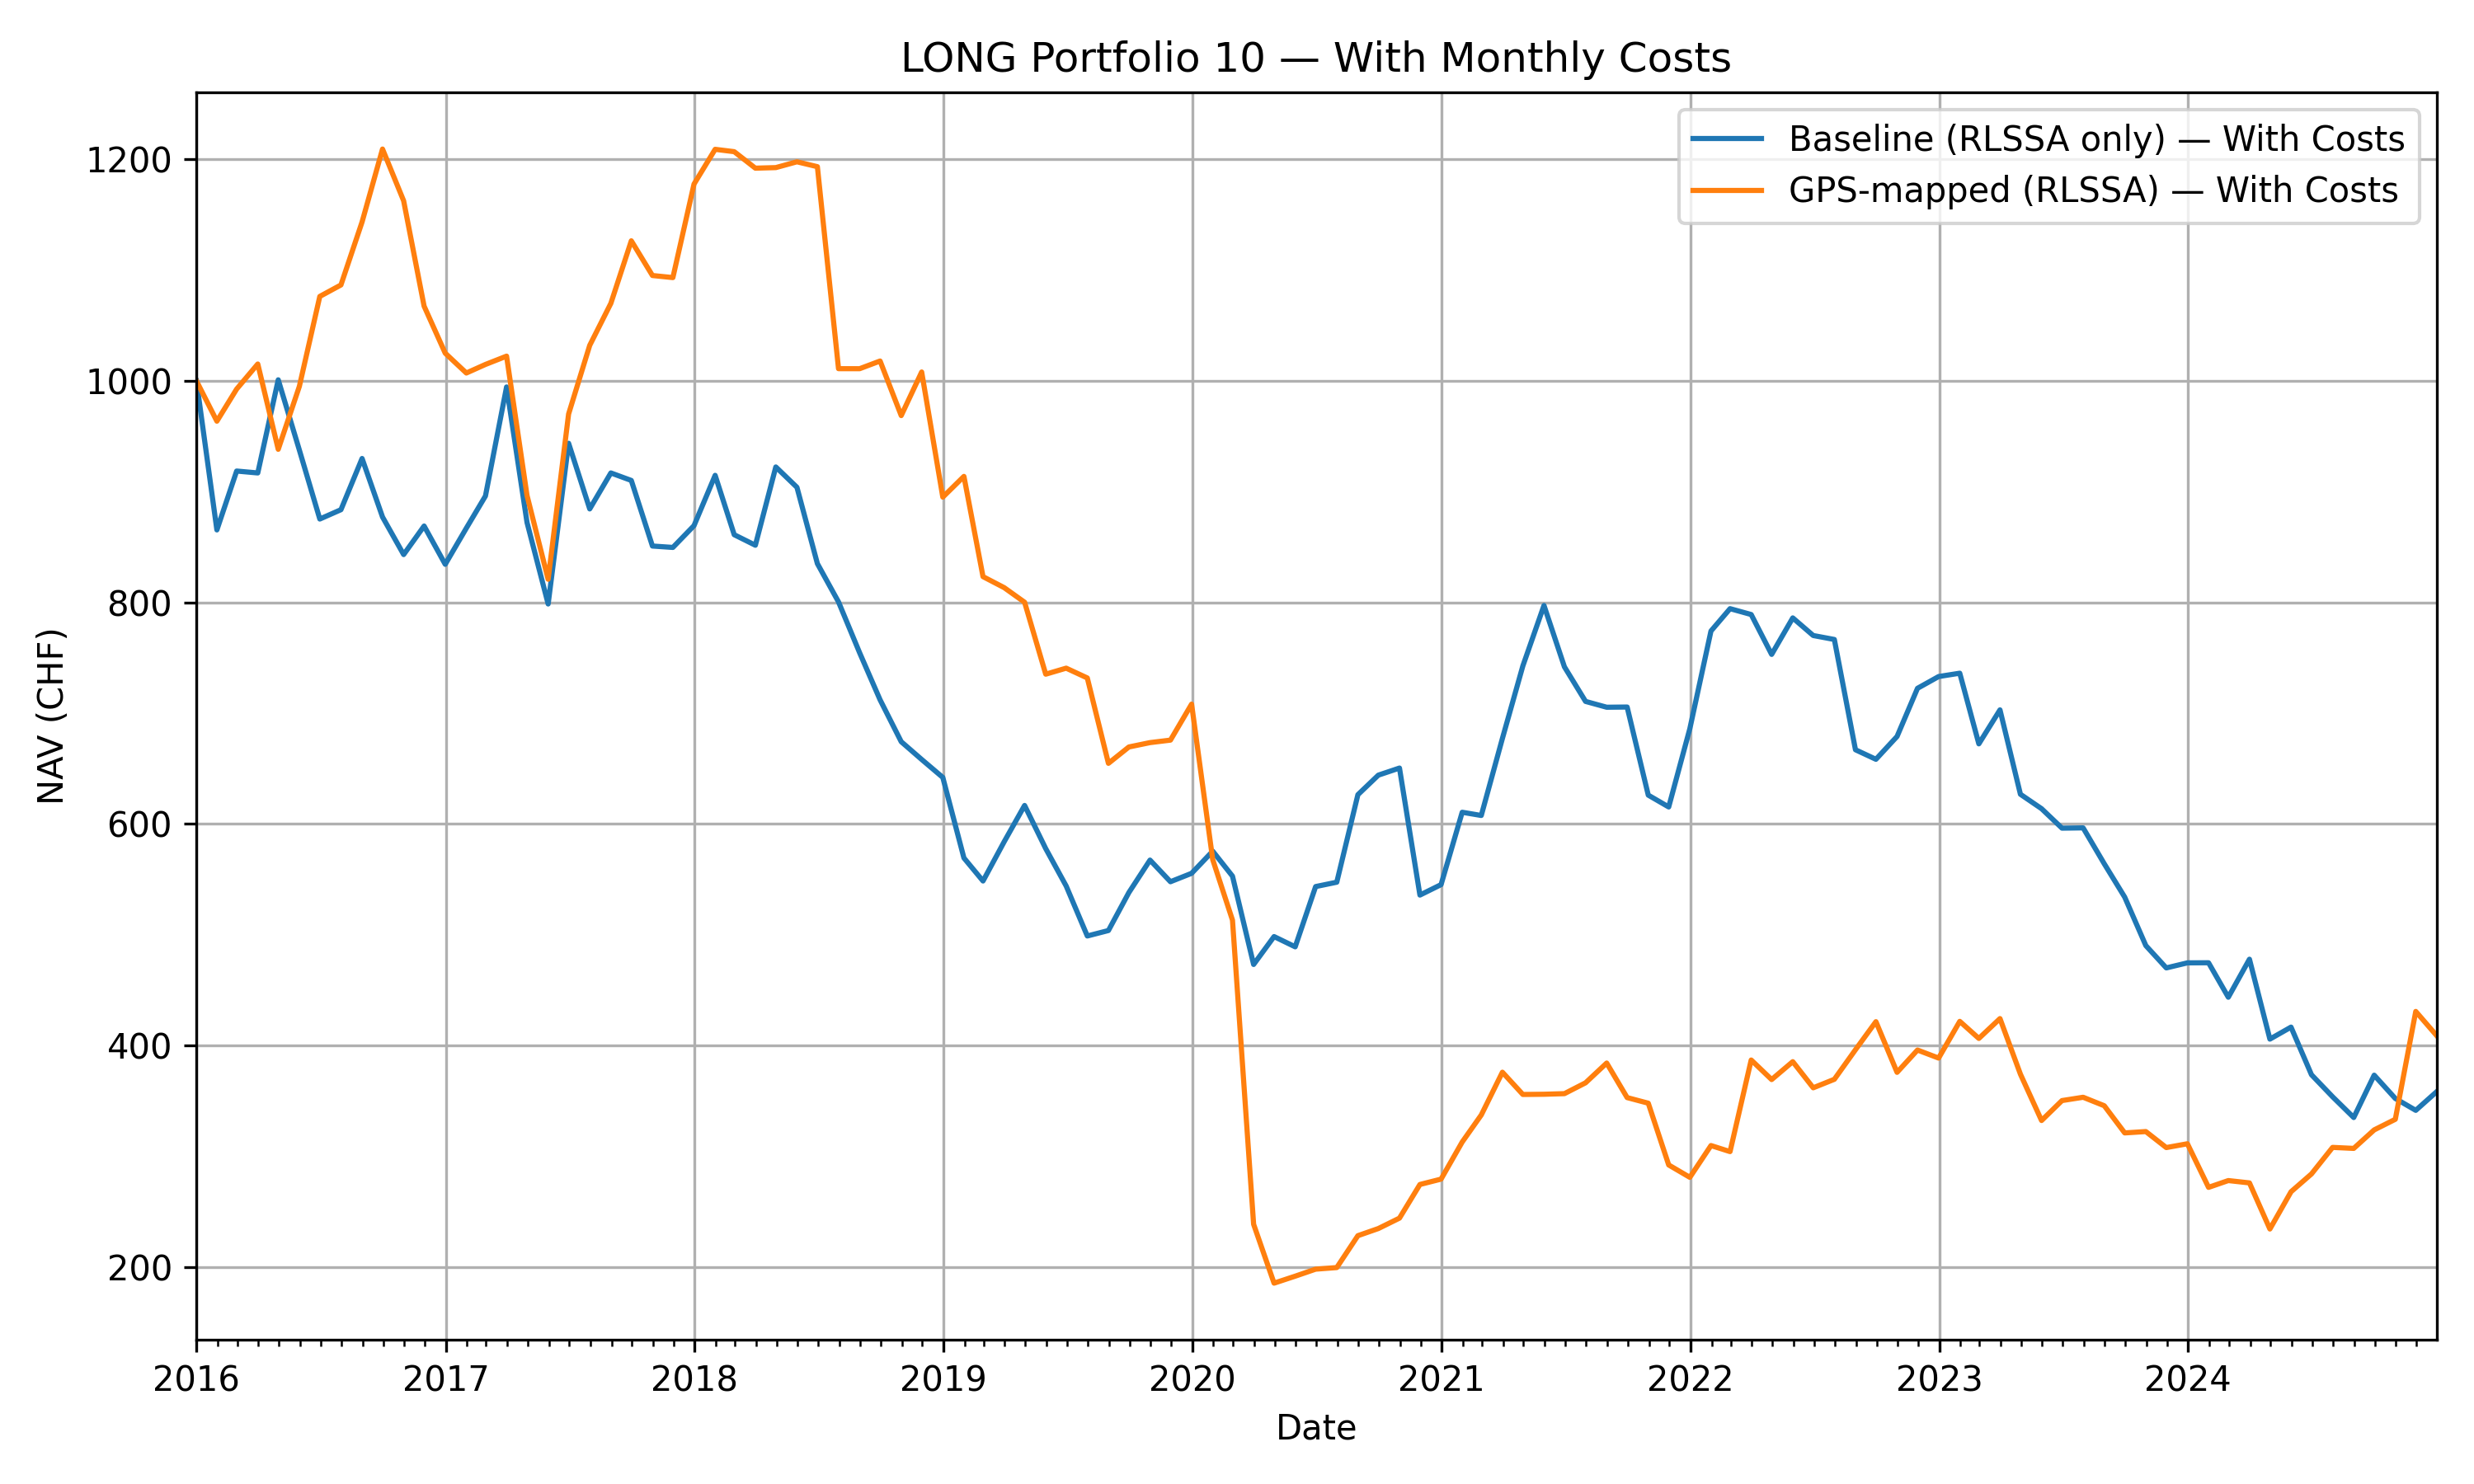 LONG Portfolio 10 — With Monthly Costs
Baseline (RLSSA only) — With Costs
GPS-mapped (RLSSA) — With Costs
NAV (CHF)
1200
1000
800
600
400
200
2016 2017 2018 2019 2020 2021 2022 2023 2024
Date